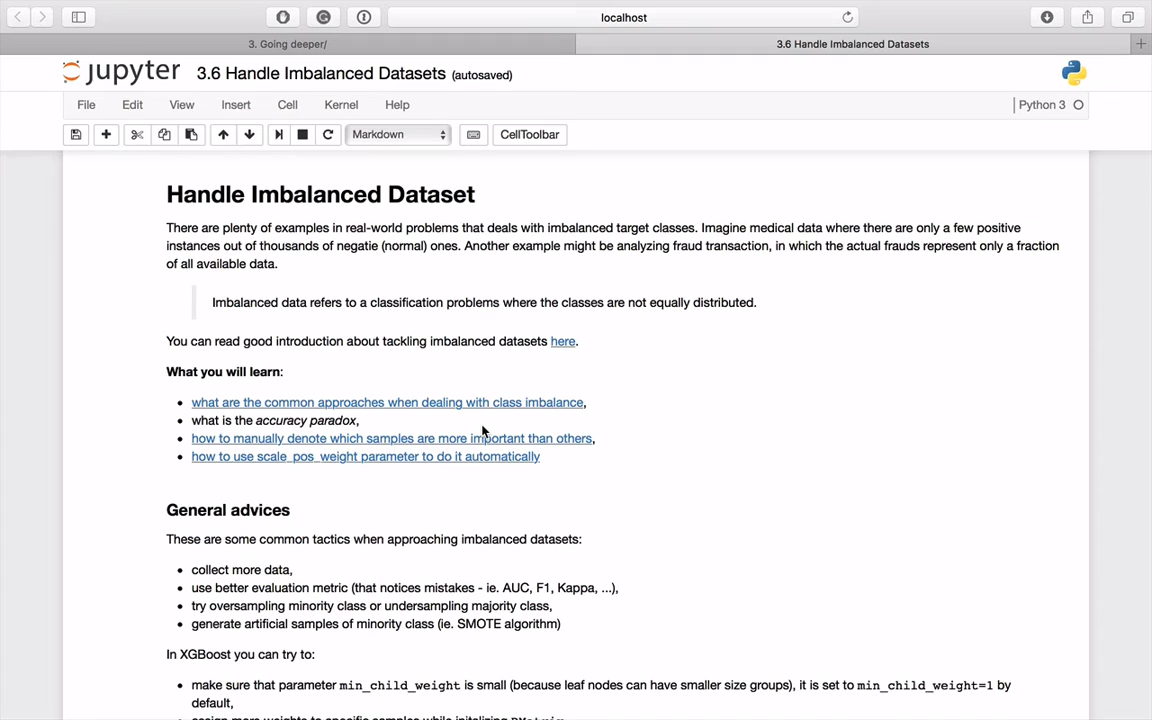 localhost
3. Going deeper/
3.6 Handle Imbalanced Datasets
jupyter 3.6 Handle Imbalanced Datasets (autosaved)
File Edit View Insert Cell Kernel Help
Python 3
Markdown
CellToolbar
Handle Imbalanced Dataset
There are plenty of examples in real-world problems that deals with imbalanced target classes. Imagine medical data where there are only a few positive
instances out of thousands of negatie (normal) ones. Another example might be analyzing fraud transaction, in which the actual frauds represent only a fraction
of all available data.
Imbalanced data refers to a classification problems where the classes are not equally distributed.
You can read good introduction about tackling imbalanced datasets here.
What you will learn:
what are the common approaches when dealing with class imbalance,
what is the accuracy paradox,
how to manually denote which samples are more important than others,
how to use scale_pos_weight parameter to do it automatically
General advices
These are some common tactics when approaching imbalanced datasets:
collect more data,
use better evaluation metric (that notices mistakes - ie. AUC, F1, Kappa, ...),
try oversampling minority class or undersampling majority class,
generate artificial samples of minority class (ie. SMOTE algorithm)
In XGBoost you can try to:
make sure that parameter min_child_weight is small (because leaf nodes can have smaller size groups), it is set to min_child_weight=1 by
default,